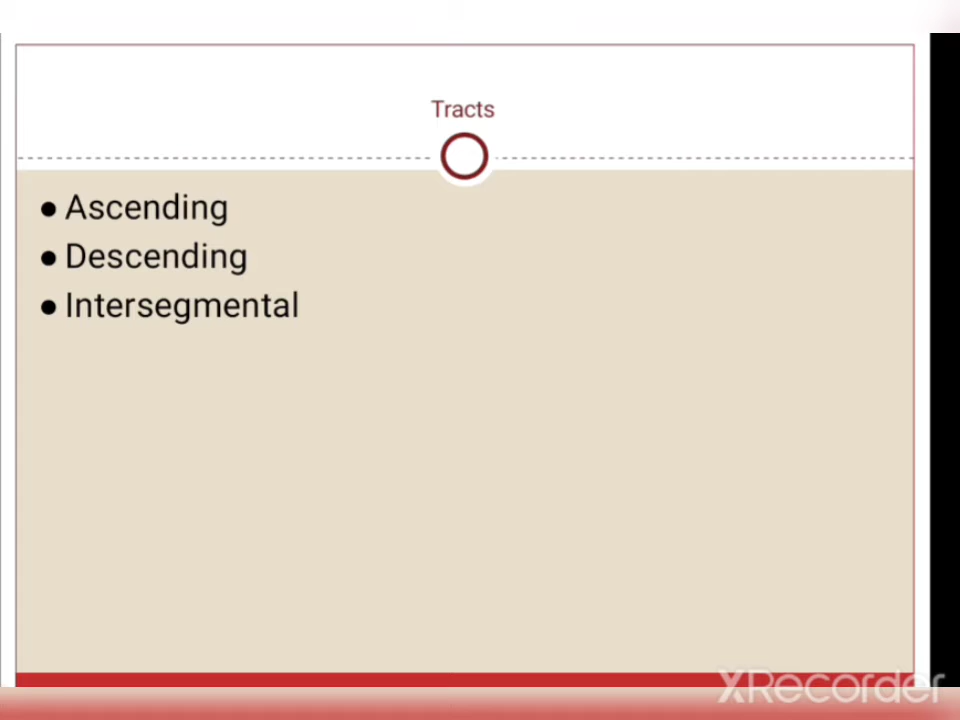 Tracts
● Ascending
● Descending
● Intersegmental
XRecorder